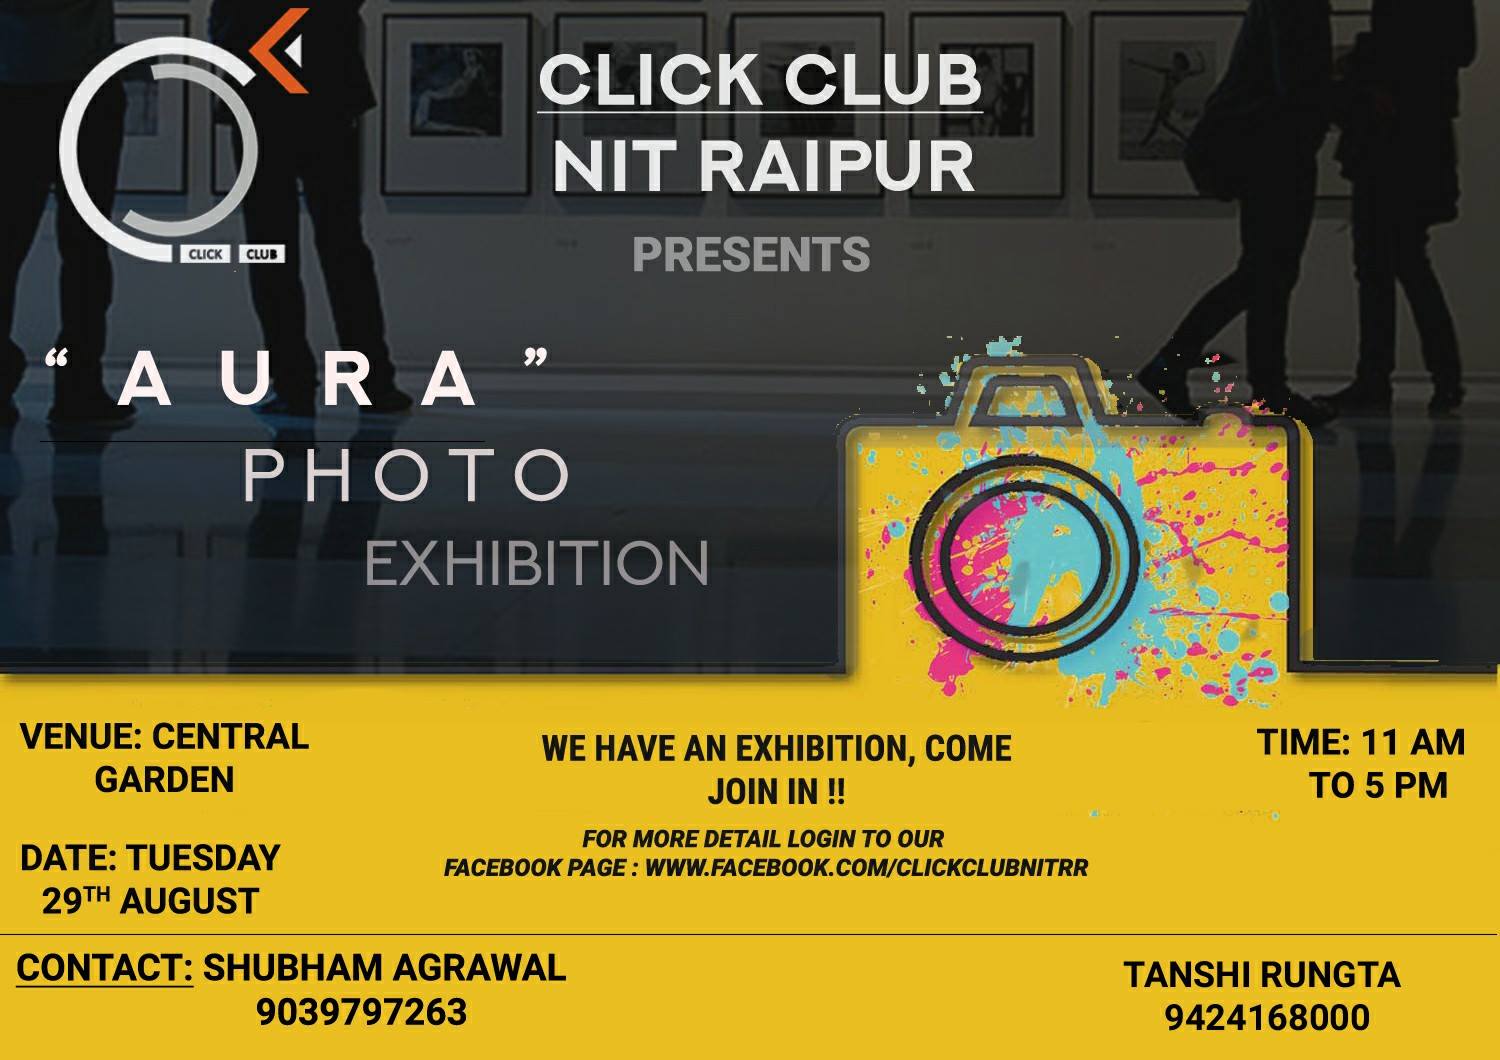 CLICK CLUB
CLICK CLUB
NIT RAIPUR
PRESENTS
“ A U R A ”
PHOTO
EXHIBITION
VENUE: CENTRAL
GARDEN
DATE: TUESDAY
29TH AUGUST
WE HAVE AN EXHIBITION, COME
JOIN IN !!
FOR MORE DETAIL LOGIN TO OUR
FACEBOOK PAGE : WWW.FACEBOOK.COM/CLICKCLUBNITRR
TIME: 11 AM
TO 5 PM
CONTACT: SHUBHAM AGRAWAL
9039797263
TANSHI RUNGTA
9424168000